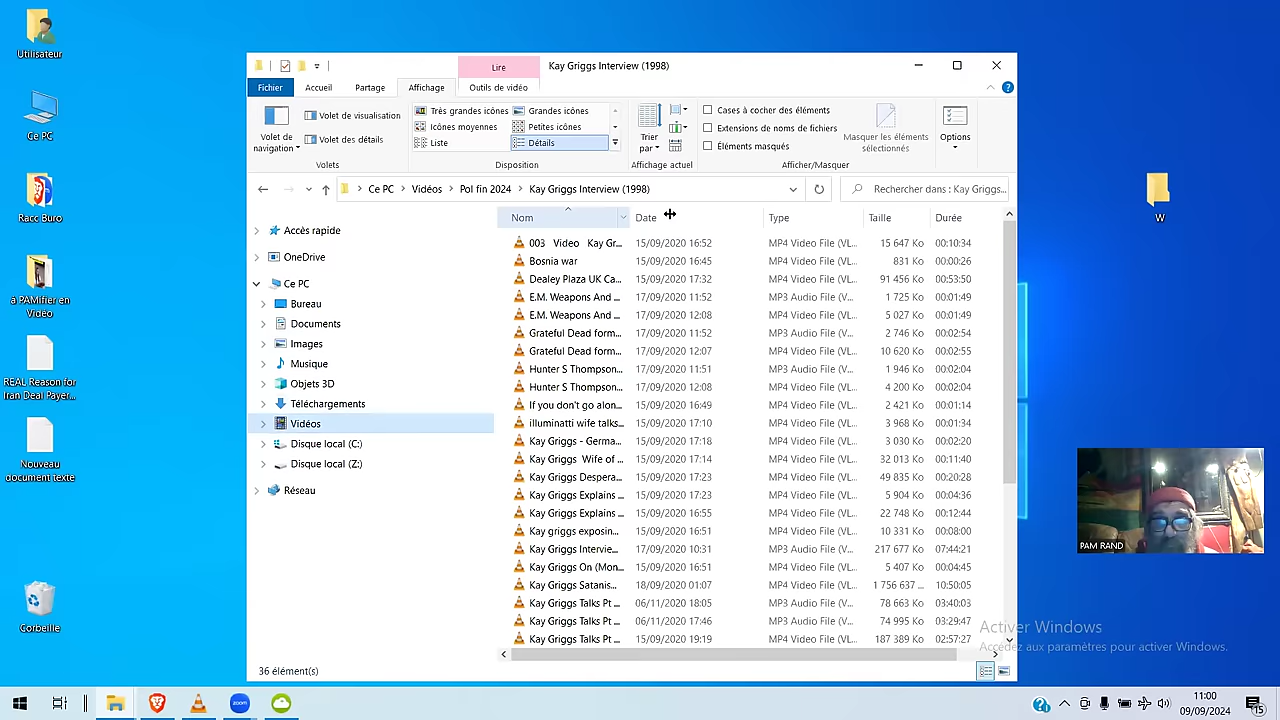 Utilisateur
Ce PC
Racc Buro
à PAMifier en Vidéo
REAL Reason for Iran Deal Payer...
Nouveau document texte
Corbeille
W
Lire
Kay Griggs Interview (1998)
Fichier
Accueil
Partage
Affichage
Outils de vidéo
Volet de navigation
Volet de visualisation
Volet des détails
Volets
Très grandes icônes
Grandes icônes
Icônes moyennes
Petites icônes
Liste
Détails
Disposition
Trier par
Affichage actuel
Cases à cocher des éléments
Extensions de noms de fichiers
Éléments masqués
Masquer les éléments sélectionnés
Afficher/Masquer
Options
Ce PC > Vidéos > Pol fin 2024 > Kay Griggs Interview (1998)
Rechercher dans : Kay Griggs...
Accès rapide
OneDrive
Ce PC
Bureau
Documents
Images
Musique
Objets 3D
Téléchargements
Vidéos
Disque local (C:)
Disque local (Z:)
Réseau
Nom Date Type Taille Durée
003 Video Kay Gr... 15/09/2020 16:52 MP4 Video File (VL... 15 647 Ko 00:10:34
Bosnia war 15/09/2020 16:45 MP4 Video File (VL... 831 Ko 00:00:26
Dealey Plaza UK Ca... 15/09/2020 17:32 MP4 Video File (VL... 91 456 Ko 00:53:50
E.M. Weapons And ... 17/09/2020 11:52 MP3 Audio File (V... 1 725 Ko 00:01:49
E.M. Weapons And ... 17/09/2020 12:08 MP4 Video File (VL... 5 027 Ko 00:01:49
Grateful Dead form... 17/09/2020 11:52 MP3 Audio File (V... 2 746 Ko 00:02:54
Grateful Dead form... 17/09/2020 12:07 MP4 Video File (VL... 10 620 Ko 00:02:55
Hunter S Thompson... 17/09/2020 11:51 MP3 Audio File (V... 1 946 Ko 00:02:04
Hunter S Thompson... 17/09/2020 12:08 MP4 Video File (VL... 4 200 Ko 00:02:04
If you don't go alon... 15/09/2020 16:49 MP4 Video File (VL... 2 421 Ko 00:01:14
illuminatti wife talks... 15/09/2020 17:10 MP4 Video File (VL... 3 968 Ko 00:01:34
Kay Griggs - Germa... 15/09/2020 17:18 MP4 Video File (VL... 3 030 Ko 00:02:20
Kay Griggs Wife of ... 15/09/2020 17:14 MP4 Video File (VL... 32 013 Ko 00:11:40
Kay Griggs Despera... 15/09/2020 17:23 MP4 Video File (VL... 49 835 Ko 00:20:28
Kay Griggs Explains ... 15/09/2020 17:23 MP4 Video File (VL... 5 904 Ko 00:04:36
Kay Griggs Explains ... 15/09/2020 16:55 MP4 Video File (VL... 22 748 Ko 00:12:44
Kay griggs exposin... 15/09/2020 16:51 MP4 Video File (VL... 10 331 Ko 00:08:00
Kay Griggs Intervie... 17/09/2020 10:31 MP3 Audio File (V... 217 677 Ko 07:44:21
Kay Griggs On (Mon... 15/09/2020 16:51 MP4 Video File (VL... 5 407 Ko 00:04:45
Kay Griggs Satanis... 18/09/2020 01:07 MP4 Video File (VL... 1 756 637 ... 10:50:05
Kay Griggs Talks Pt ... 06/11/2020 18:05 MP3 Audio File (V... 78 663 Ko 03:40:03
Kay Griggs Talks Pt ... 06/11/2020 17:46 MP3 Audio File (V... 74 995 Ko 03:29:47
Kay Griggs Talks Pt ... 15/09/2020 19:19 MP4 Video File (VL... 187 389 Ko 02:57:27
36 élément(s)
PAM RAND
Activer Windows
Accédez aux paramètres pour activer Windows.
zoom
11:00
09/09/2024
15